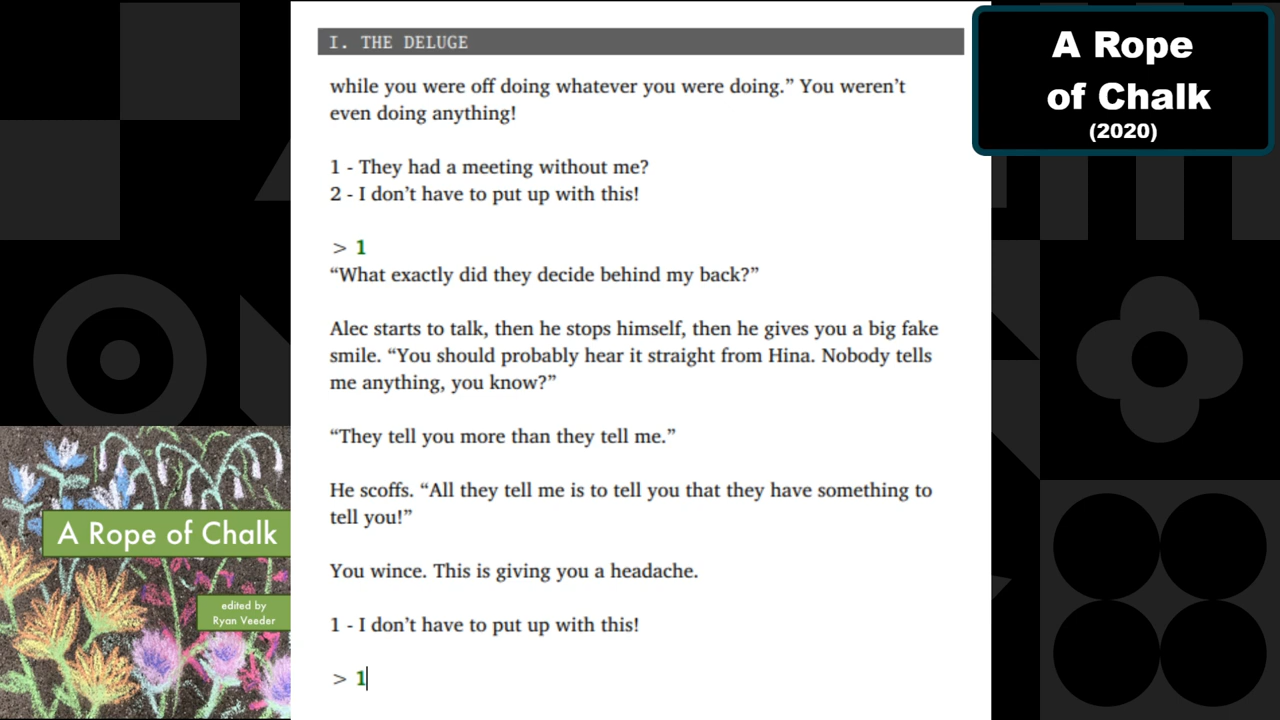 I. THE DELUGE
while you were off doing whatever you were doing.” You weren’t
even doing anything!
1 - They had a meeting without me?
2 - I don’t have to put up with this!
> 1
“What exactly did they decide behind my back?”
Alec starts to talk, then he stops himself, then he gives you a big fake
smile. “You should probably hear it straight from Hina. Nobody tells
me anything, you know?”
“They tell you more than they tell me.”
He scoffs. “All they tell me is to tell you that they have something to
tell you!”
You wince. This is giving you a headache.
1 - I don’t have to put up with this!
> 1
A Rope
of Chalk
(2020)
A Rope of Chalk
edited by
Ryan Veeder